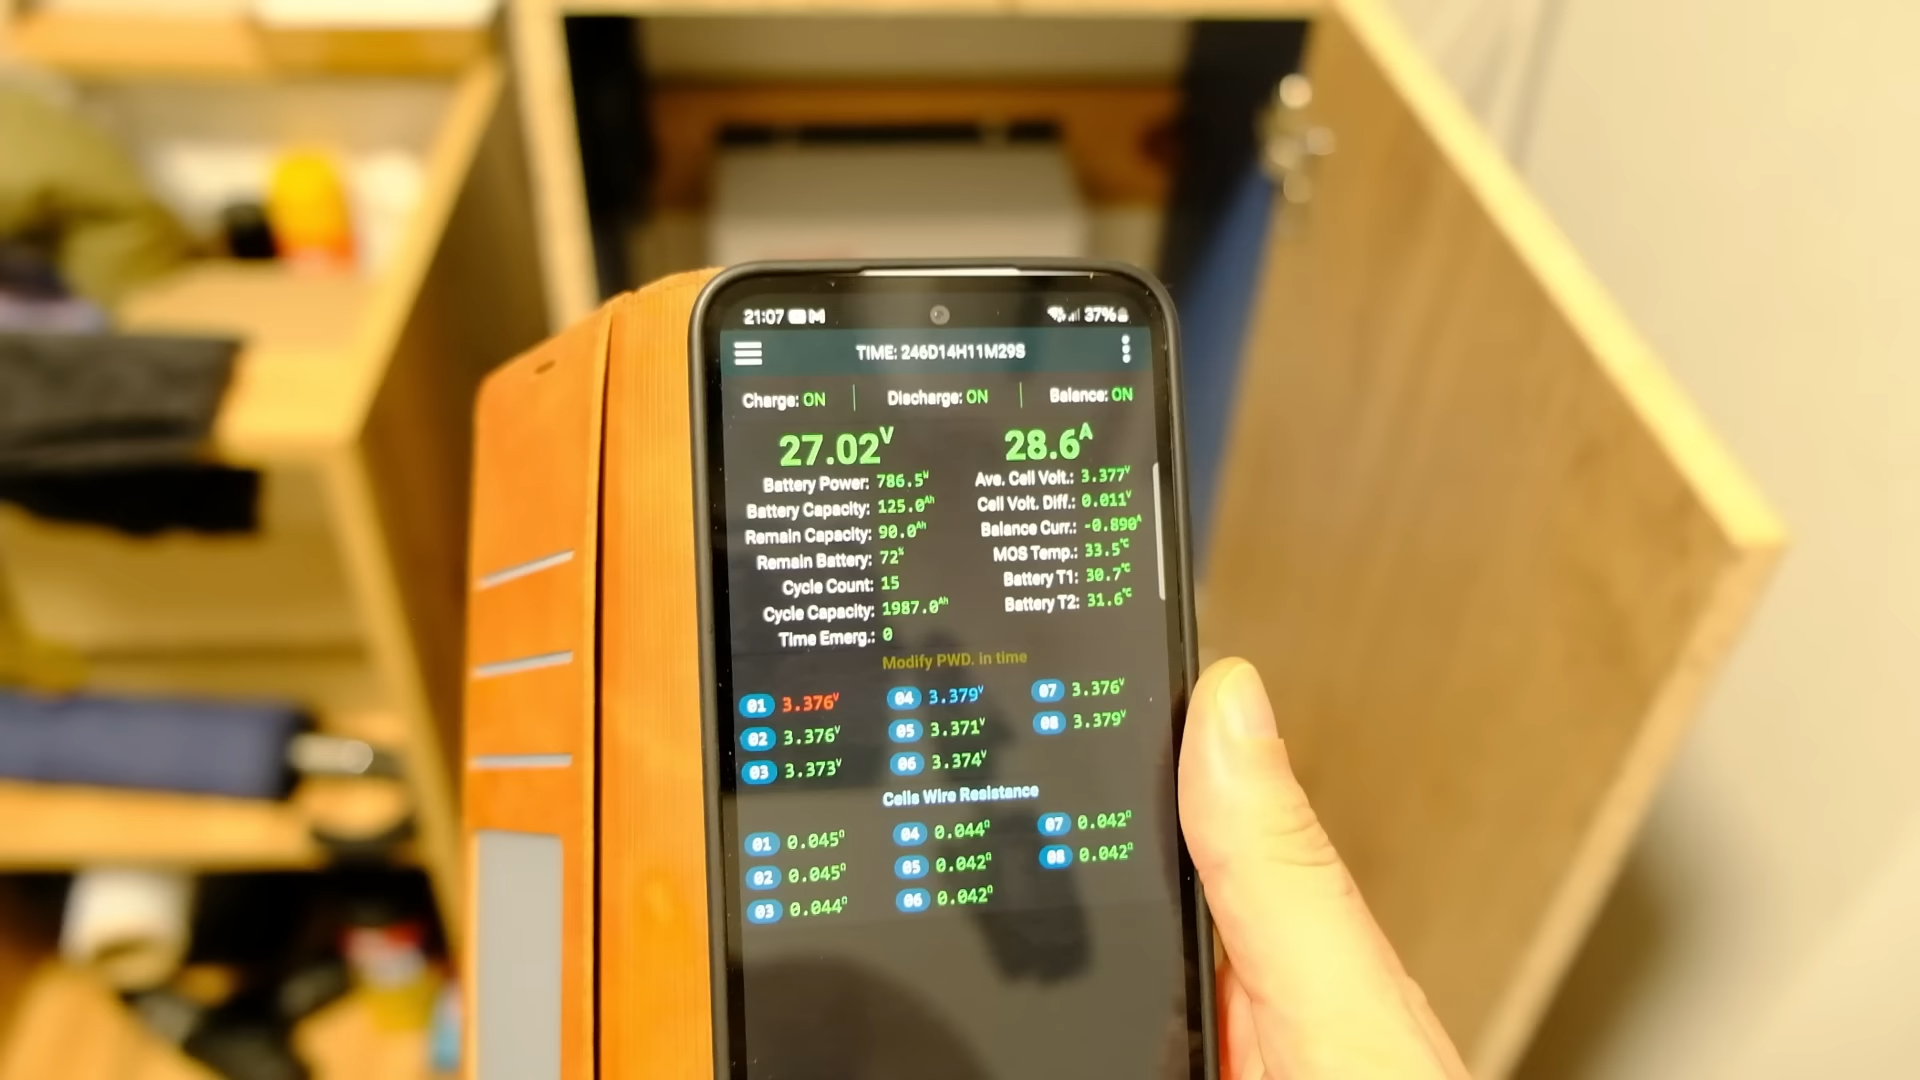 21:07 37%
TIME: 246D14H11M29S
Charge: ON Discharge: ON Balance: ON
27.02V 28.6A
Battery Power: 786.5W Ave. Cell Volt.: 3.377V
Battery Capacity: 125.0Ah Cell Volt. Diff.: 0.011V
Remain Capacity: 90.0Ah Balance Curr.: -0.890A
Remain Battery: 72% MOS Temp.: 33.5℃
Cycle Count: 15 Battery T1: 30.7℃
Cycle Capacity: 1987.0Ah Battery T2: 31.6℃
Time Emerg.: 0
Modify PWD. in time
01 3.376V 04 3.379V 07 3.376V
02 3.376V 05 3.371V 08 3.379V
03 3.373V 06 3.374V
Cells Wire Resistance
01 0.045Ω 04 0.044Ω 07 0.042Ω
02 0.045Ω 05 0.042Ω 08 0.042Ω
03 0.044Ω 06 0.042Ω